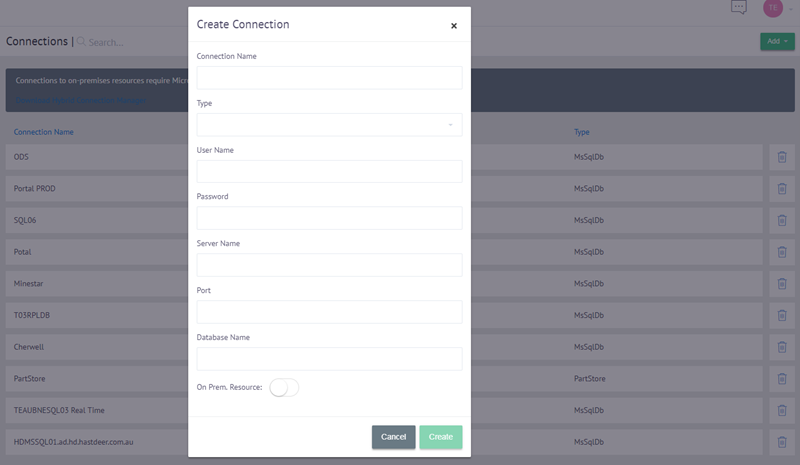 TE
Connections | Search...
Add
Create Connection
×
Connections to on-premises resources require Micr
Connection Name
Type
User Name
Password
Server Name
Port
Database Name
On Prem. Resource:
Cancel
Create
Connection Name
Type
ODS
MsSqlDb
Portal PROD
MsSqlDb
SQL06
MsSqlDb
Potal
MsSqlDb
Minestar
MsSqlDb
T03RPLDB
MsSqlDb
Cherwell
MsSqlDb
PartStore
PartStore
TEAUBNESQL03 Real Time
MsSqlDb
HDMSSQL01.ad.hd.hastdeer.com.au
MsSqlDb